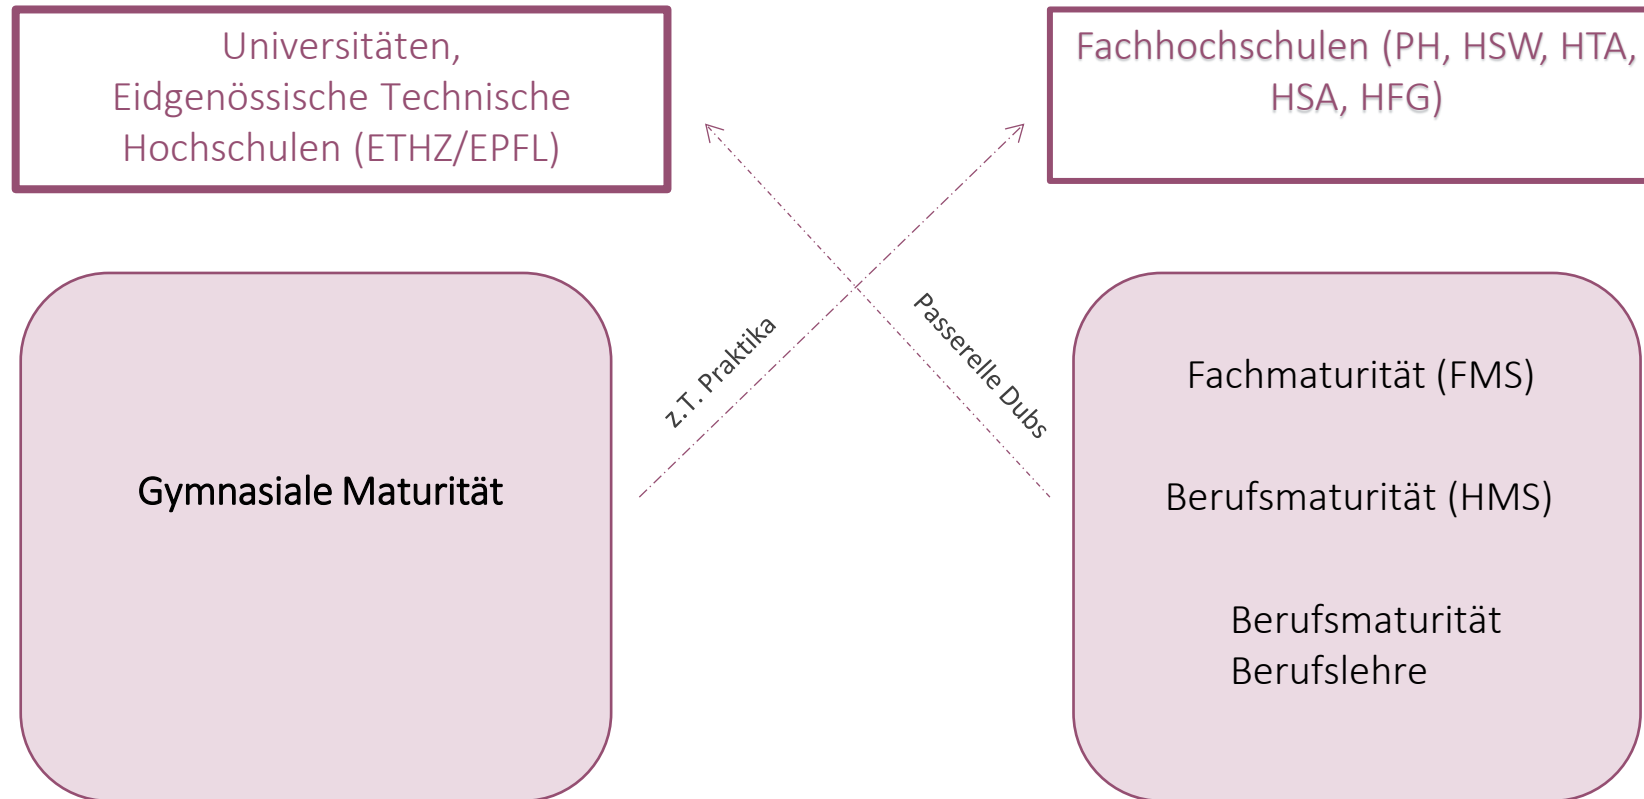 Universitäten,
Eidgenössische Technische
Hochschulen (ETHZ/EPFL)
Fachhochschulen (PH, HSW, HTA,
HSA, HFG)
z.T. Praktika
Passerelle Dubs
Gymnasiale Maturität
Fachmaturität (FMS)
Berufsmaturität (HMS)
Berufsmaturität
Berufslehre